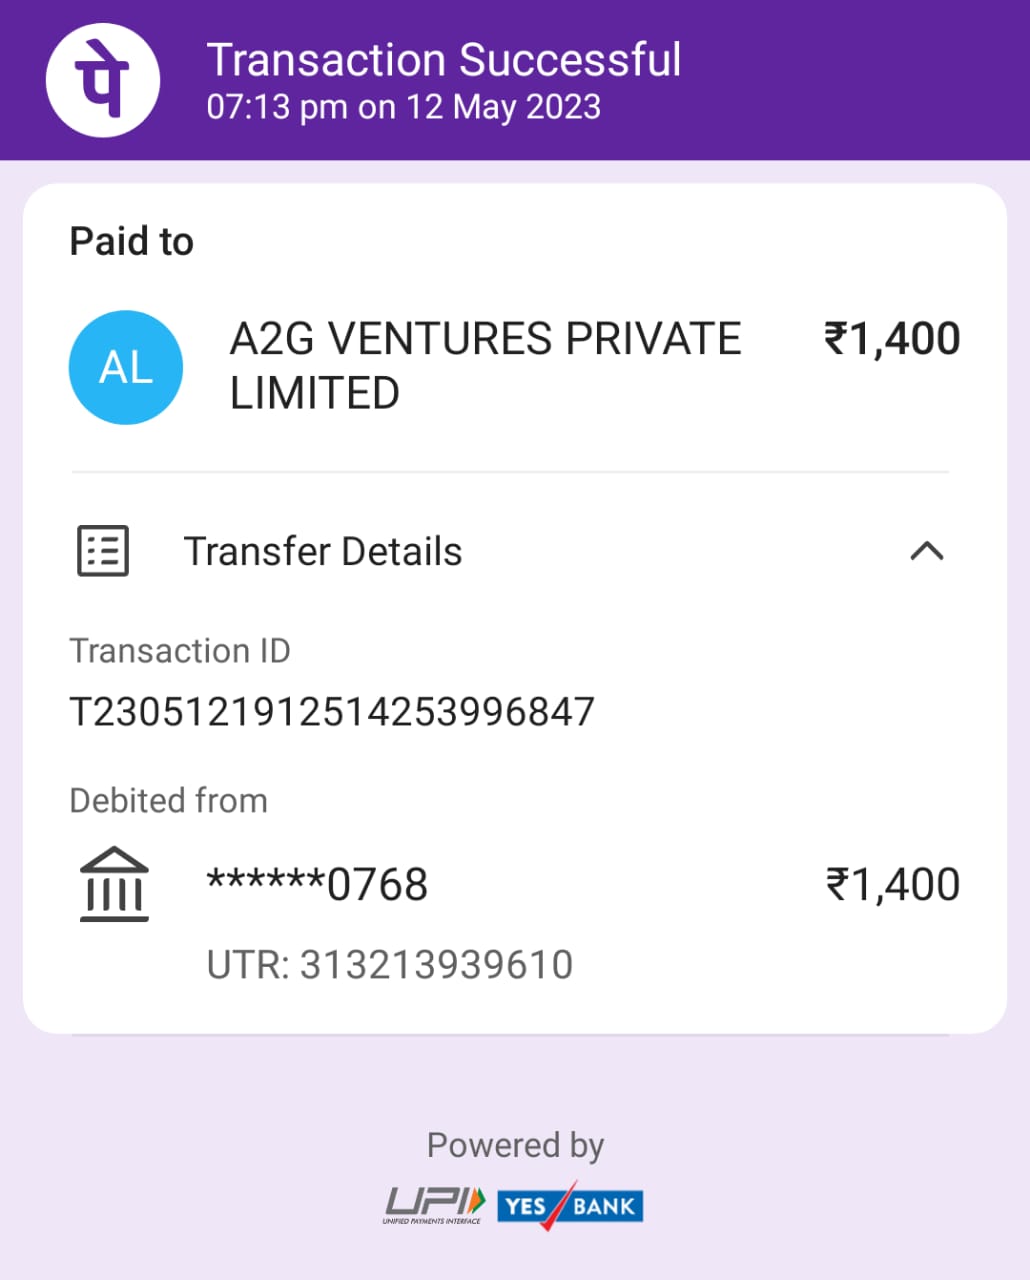 पे
Transaction Successful
07:13 pm on 12 May 2023
Paid to
AL
A2G VENTURES PRIVATE
LIMITED
₹1,400
Transfer Details
Transaction ID
T2305121912514253996847
Debited from
******0768
₹1,400
UTR: 313213939610
Powered by
UPI
UNIFIED PAYMENTS INTERFACE
YES BANK